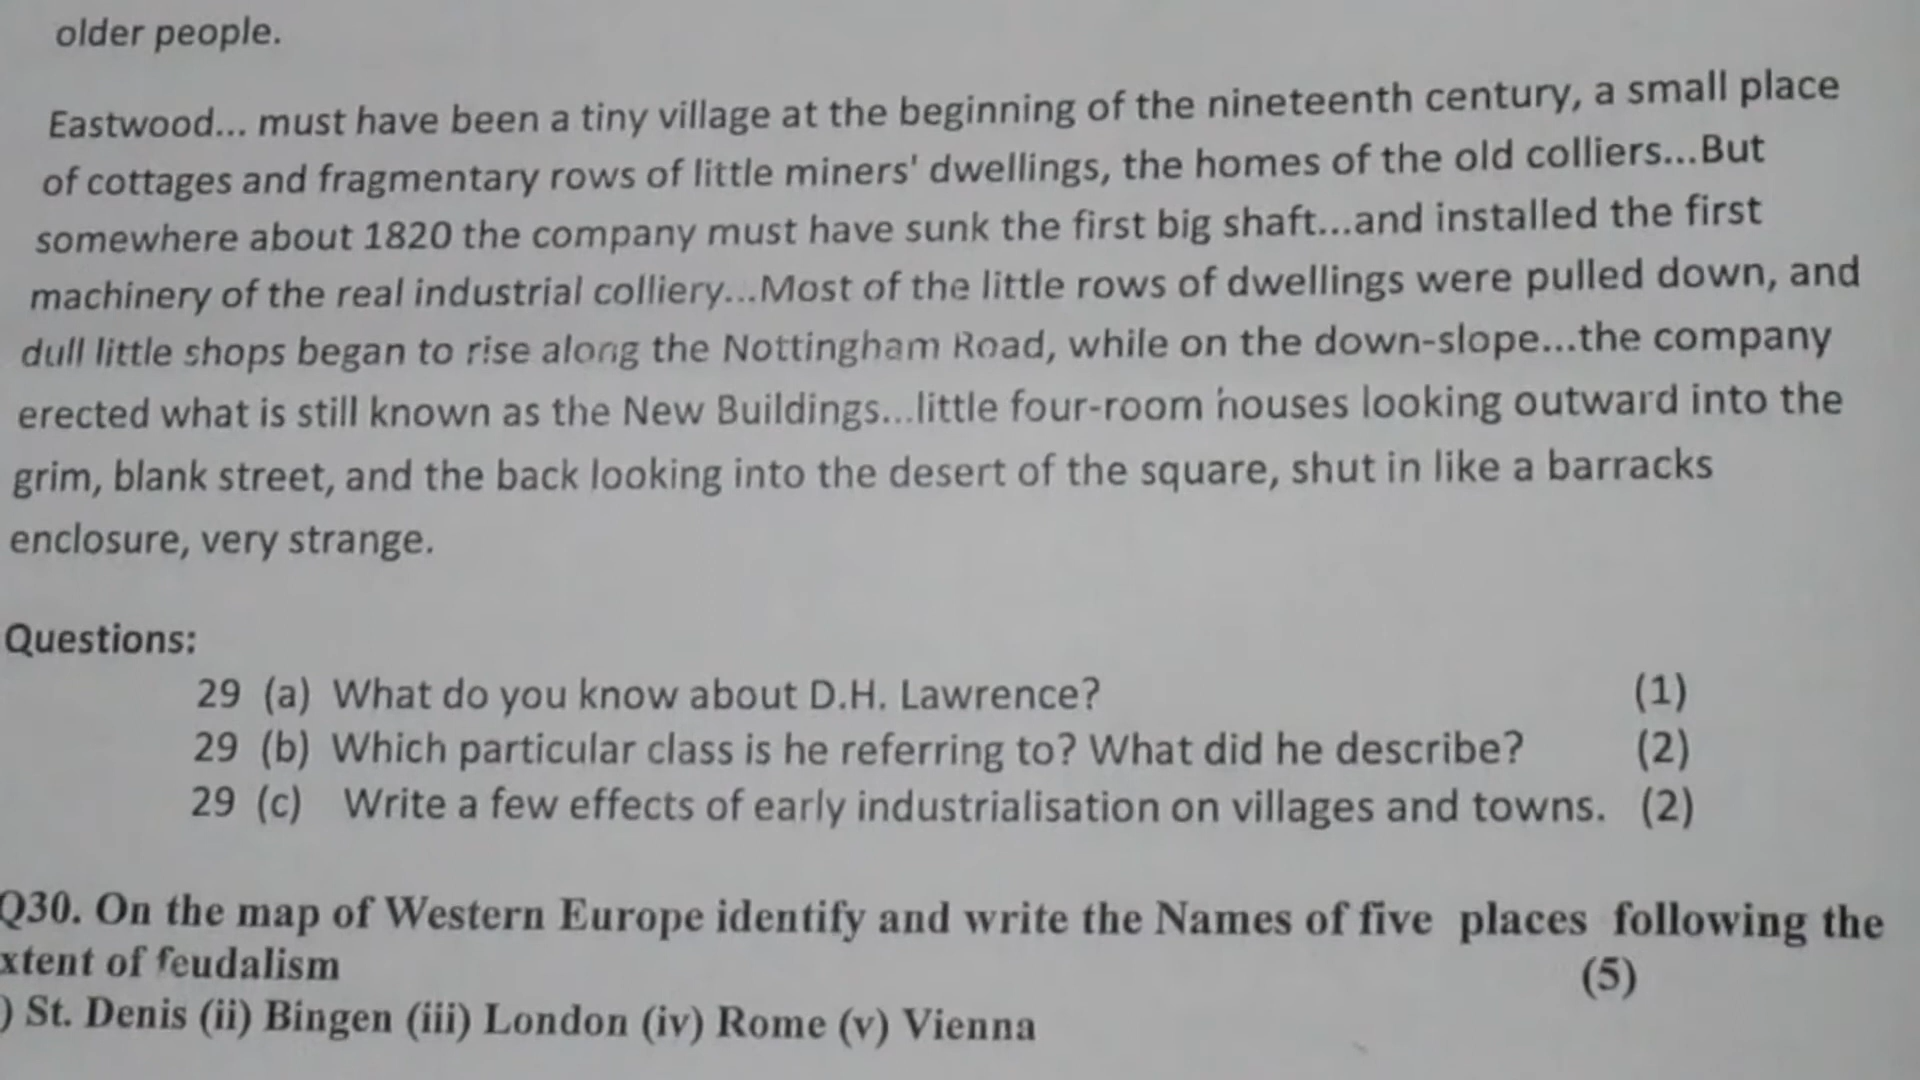 older people.
Eastwood... must have been a tiny village at the beginning of the nineteenth century, a small place
of cottages and fragmentary rows of little miners' dwellings, the homes of the old colliers...But
somewhere about 1820 the company must have sunk the first big shaft...and installed the first
machinery of the real industrial colliery...Most of the little rows of dwellings were pulled down, and
dull little shops began to rise along the Nottingham Road, while on the down-slope...the company
erected what is still known as the New Buildings...little four-room houses looking outward into the
grim, blank street, and the back looking into the desert of the square, shut in like a barracks
enclosure, very strange.
Questions:
29 (a) What do you know about D.H. Lawrence? (1)
29 (b) Which particular class is he referring to? What did he describe? (2)
29 (c) Write a few effects of early industrialisation on villages and towns. (2)
Q30. On the map of Western Europe identify and write the Names of five places following the
xtent of feudalism (5)
) St. Denis (ii) Bingen (iii) London (iv) Rome (v) Vienna